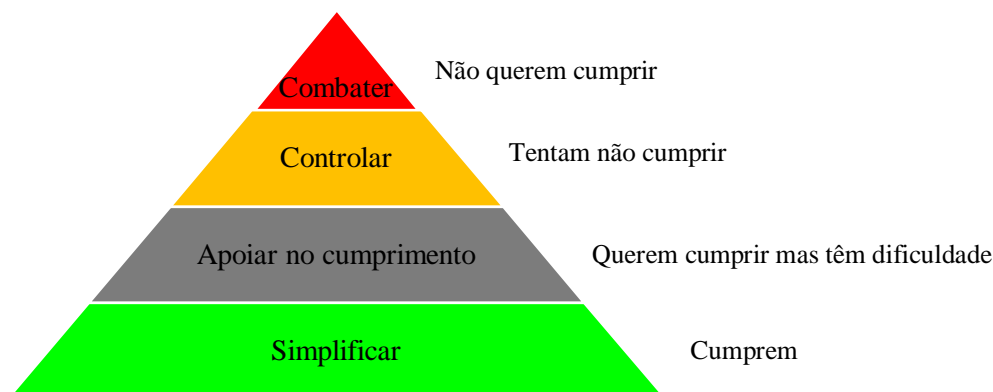 Combater
Não querem cumprir
Controlar
Tentam não cumprir
Apoiar no cumprimento
Querem cumprir mas têm dificuldade
Simplificar
Cumprem